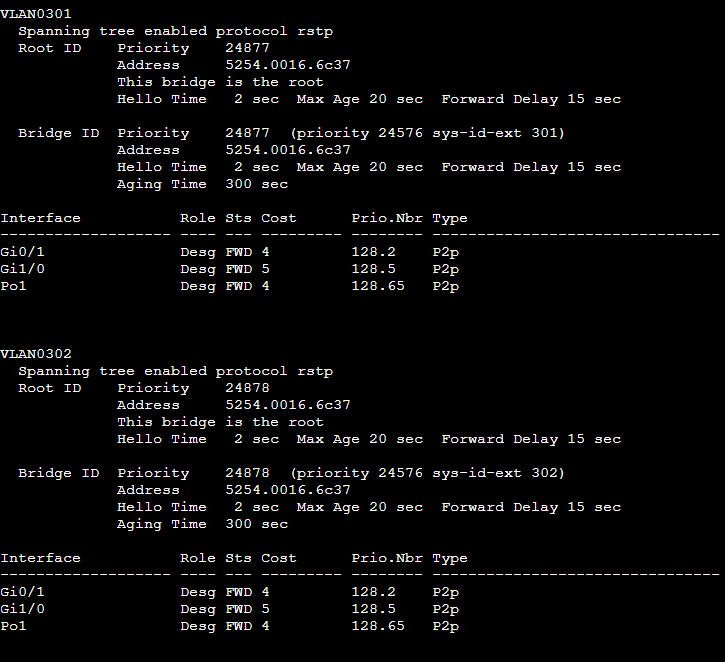 VLAN0301
  Spanning tree enabled protocol rstp
  Root ID    Priority    24877
             Address     5254.0016.6c37
             This bridge is the root
             Hello Time   2 sec  Max Age 20 sec  Forward Delay 15 sec
  Bridge ID  Priority    24877  (priority 24576 sys-id-ext 301)
             Address     5254.0016.6c37
             Hello Time   2 sec  Max Age 20 sec  Forward Delay 15 sec
             Aging Time  300 sec
Interface           Role Sts Cost      Prio.Nbr Type
------------------- ---- --- --------- -------- --------------------------------
Gi0/1               Desg FWD 4         128.2    P2p
Gi1/0               Desg FWD 5         128.5    P2p
Po1                 Desg FWD 4         128.65   P2p
VLAN0302
  Spanning tree enabled protocol rstp
  Root ID    Priority    24878
             Address     5254.0016.6c37
             This bridge is the root
             Hello Time   2 sec  Max Age 20 sec  Forward Delay 15 sec
  Bridge ID  Priority    24878  (priority 24576 sys-id-ext 302)
             Address     5254.0016.6c37
             Hello Time   2 sec  Max Age 20 sec  Forward Delay 15 sec
             Aging Time  300 sec
Interface           Role Sts Cost      Prio.Nbr Type
------------------- ---- --- --------- -------- --------------------------------
Gi0/1               Desg FWD 4         128.2    P2p
Gi1/0               Desg FWD 5         128.5    P2p
Po1                 Desg FWD 4         128.65   P2p